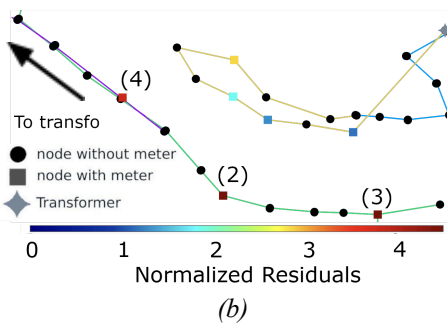 (4)
To transfo
node without meter
(2)
node with meter
(3)
Transformer
0 1 2 3 4
Normalized Residuals
(b)